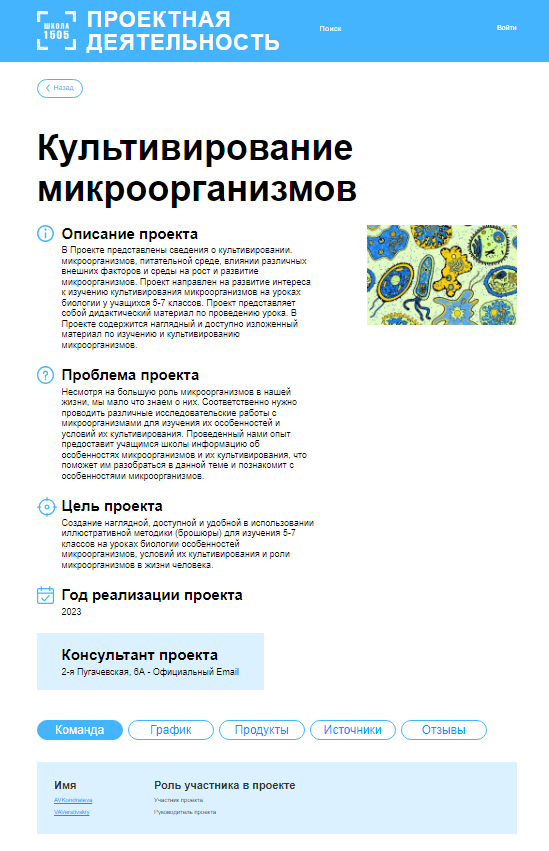 ШКОЛА
1505
ПРОЕКТНАЯ
ДЕЯТЕЛЬНОСТЬ
Поиск
Войти
Назад
Культивирование
микроорганизмов
Описание проекта
В Проекте представлены сведения о культивировании.
микроорганизмов, питательной среде, влиянии различных
внешних факторов и среды на рост и развитие
микроорганизмов. Проект направлен на развитие интереса
к изучению культивирования микроорганизмов на уроках
биологии у учащихся 5-7 классов. Проект представляет
собой дидактический материал по проведению урока. В
Проекте содержится наглядный и доступно изложенный
материал по изучению и культивированию
микроорганизмов.
Проблема проекта
Несмотря на большую роль микроорганизмов в нашей
жизни, мы мало что знаем о них. Соответственно нужно
проводить различные исследовательские работы с
микроорганизмами для изучения их особенностей и
условий их культивирования. Проведенный нами опыт
предоставит учащимся школы информацию об
особенностях микроорганизмов и их культивирования, что
поможет им разобраться в данной теме и познакомит с
особенностями микроорганизмов.
Цель проекта
Создание наглядной, доступной и удобной в использовании
иллюстративной методики (брошюры) для изучения 5-7
классов на уроках биологии особенностей
микроорганизмов, условий их культивирования и роли
микроорганизмов в жизни человека.
Год реализации проекта
2023
Консультант проекта
2-я Пугачевская, 6А - Официальный Email
Команда
График
Продукты
Источники
Отзывы
Имя
Роль участника в проекте
AVKondrateva
Участник проекта
Руководитель проекта